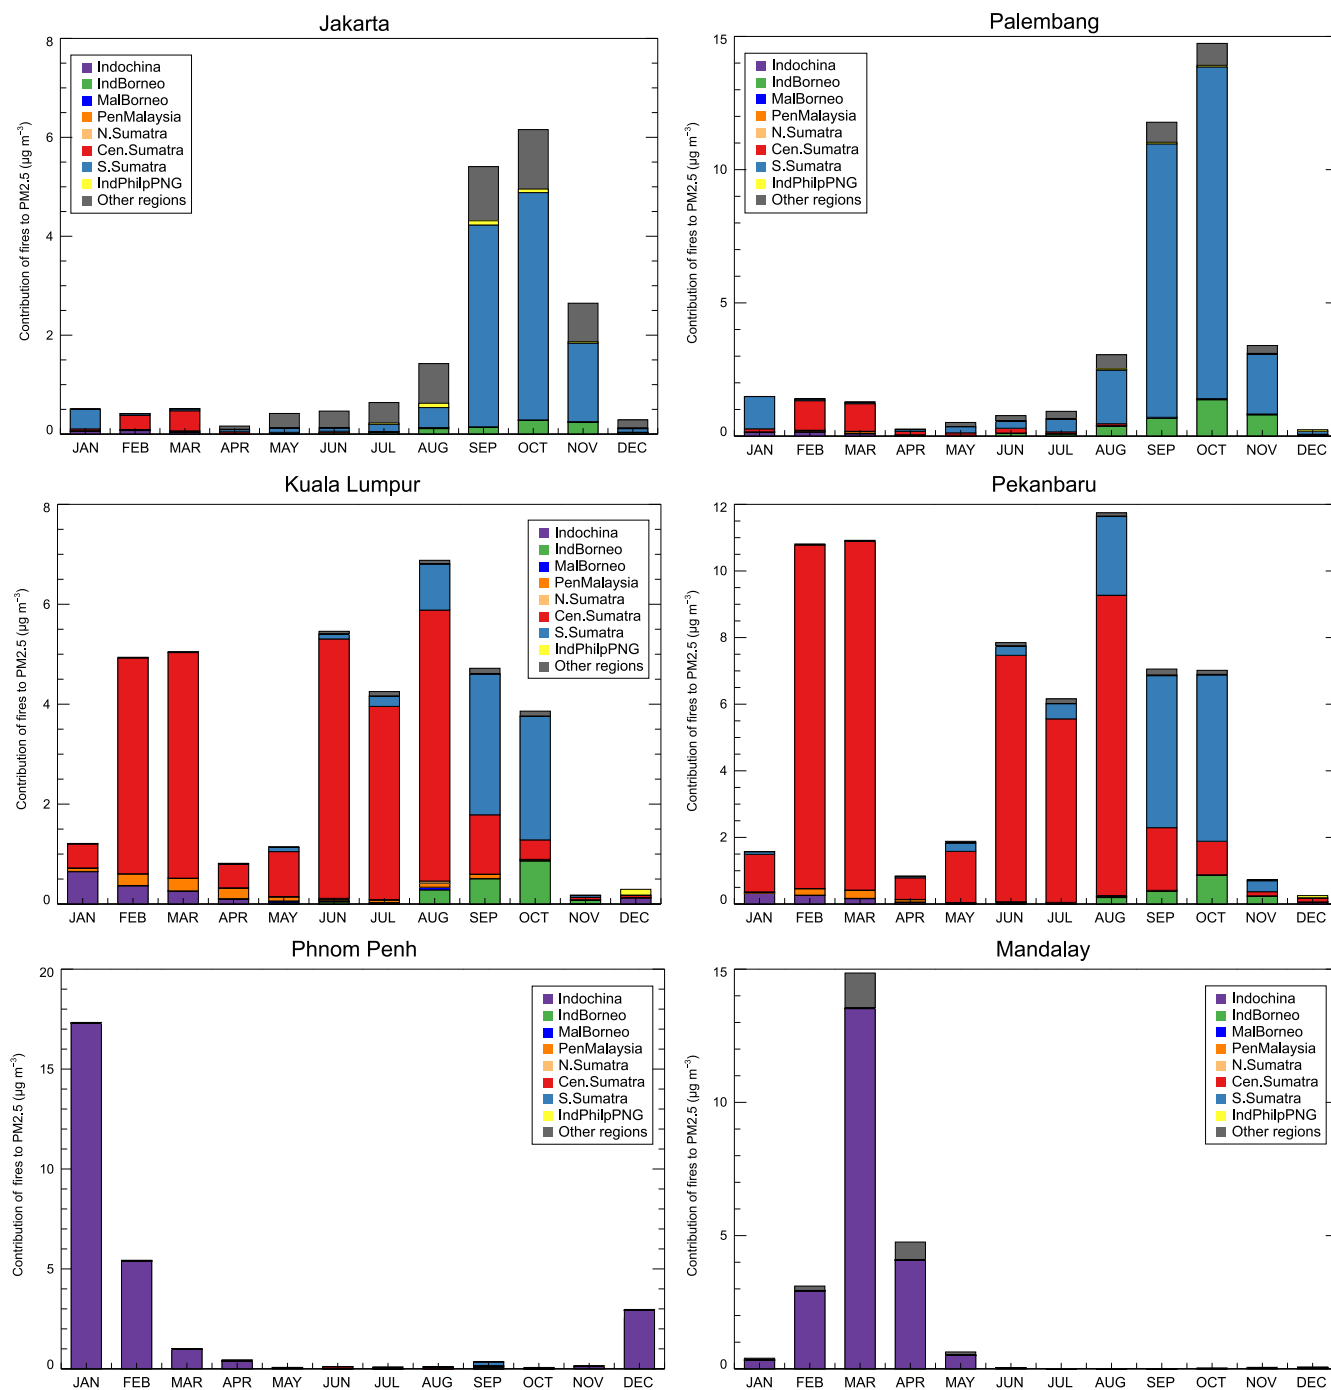 Jakarta
Contribution of fires to PM2.5 (µg m⁻³)
8
6
4
2
0
Indochina
IndBorneo
MalBorneo
PenMalaysia
N.Sumatra
Cen.Sumatra
S.Sumatra
IndPhilpPNG
Other regions
JAN FEB MAR APR MAY JUN JUL AUG SEP OCT NOV DEC
Palembang
Contribution of fires to PM2.5 (µg m⁻³)
15
10
5
0
Indochina
IndBorneo
MalBorneo
PenMalaysia
N.Sumatra
Cen.Sumatra
S.Sumatra
IndPhilpPNG
Other regions
JAN FEB MAR APR MAY JUN JUL AUG SEP OCT NOV DEC
Kuala Lumpur
Contribution of fires to PM2.5 (µg m⁻³)
8
6
4
2
0
Indochina
IndBorneo
MalBorneo
PenMalaysia
N.Sumatra
Cen.Sumatra
S.Sumatra
IndPhilpPNG
Other regions
JAN FEB MAR APR MAY JUN JUL AUG SEP OCT NOV DEC
Pekanbaru
Contribution of fires to PM2.5 (µg m⁻³)
12
10
8
6
4
2
0
JAN FEB MAR APR MAY JUN JUL AUG SEP OCT NOV DEC
Phnom Penh
Contribution of fires to PM2.5 (µg m⁻³)
20
15
10
5
0
Indochina
IndBorneo
MalBorneo
PenMalaysia
N.Sumatra
Cen.Sumatra
S.Sumatra
IndPhilpPNG
Other regions
JAN FEB MAR APR MAY JUN JUL AUG SEP OCT NOV DEC
Mandalay
Contribution of fires to PM2.5 (µg m⁻³)
15
10
5
0
Indochina
IndBorneo
MalBorneo
PenMalaysia
N.Sumatra
Cen.Sumatra
S.Sumatra
IndPhilpPNG
Other regions
JAN FEB MAR APR MAY JUN JUL AUG SEP OCT NOV DEC